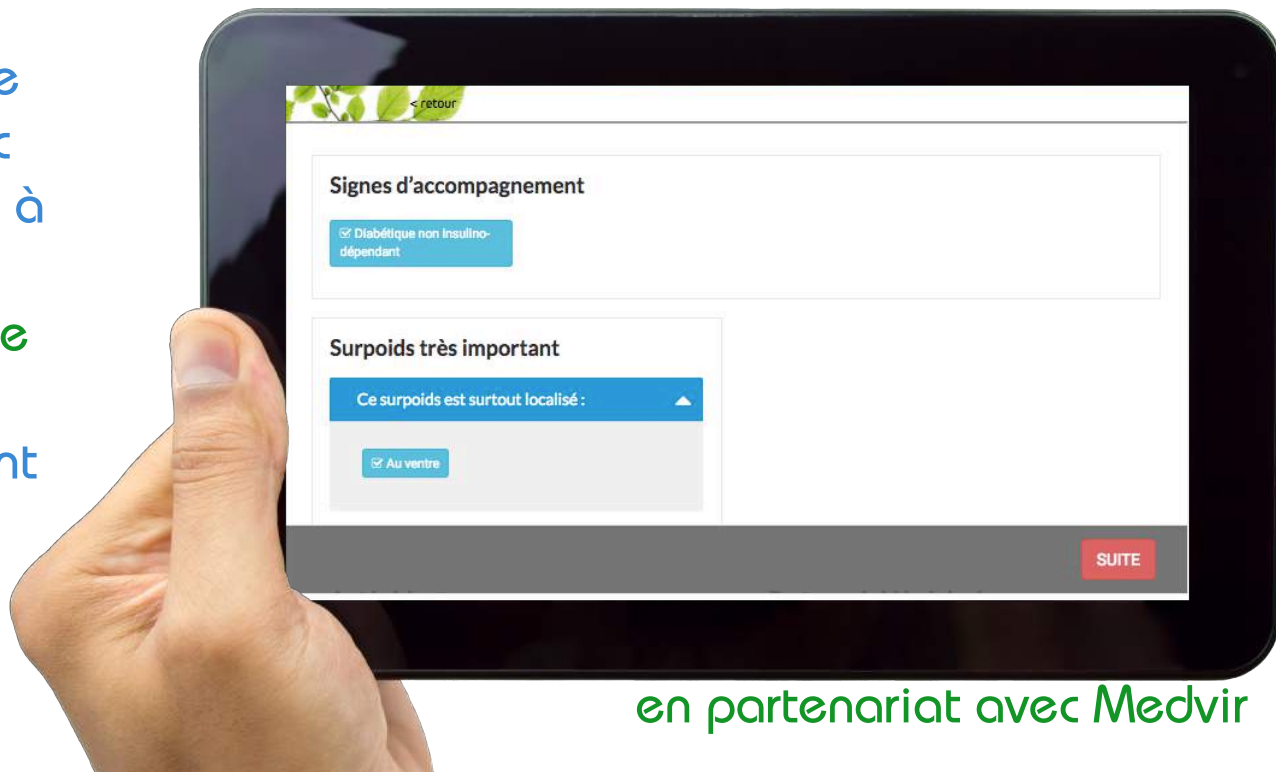 e
c
à
e
nt
< retour
Signes d'accompagnement
Diabétique non Insulino-
dépendant
Surpoids très important
Ce surpoids est surtout localisé :
Au ventre
SUITE
en partenariat avec Medvir